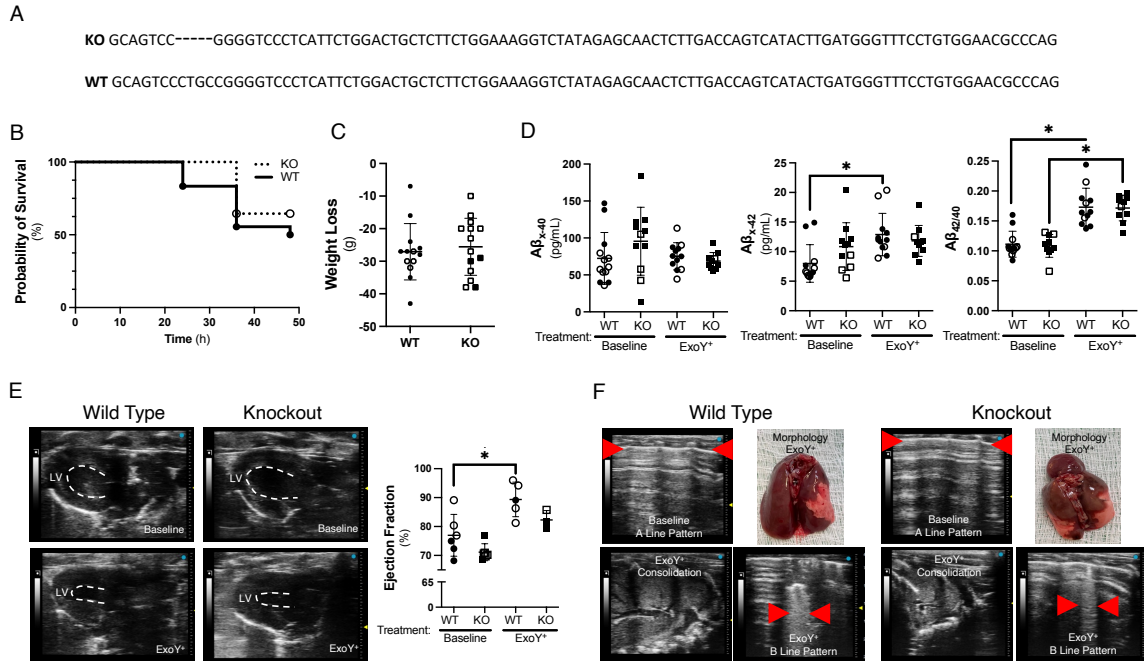 A
KO GCAGTCC-----GGGGTCCCTCATTCTGGACTGCTCTTCTGGAAAGGTCTATAGAGCAACTCTTGACCAGTCATACTTGATGGGTTTCCTGTGGAACGCCCAG
WT GCAGTCCCTGCCGGGGTCCCTCATTCTGGACTGCTCTTCTGGAAAGGTCTATAGAGCAACTCTTGACCAGTCATACTGATGGGTTTCCTGTGGAACGCCCAG
B
Probability of Survival
(%)
100
50
0
0 10 20 30 40 50
Time (h)
KO
WT
C
Weight Loss
(g)
-0
-10
-20
-30
-40
-50
WT KO
D
Aβx-40
(pg/mL)
200
150
100
50
0
WT KO WT KO
Treatment: Baseline ExoY+
Aβx-42
(pg/mL)
25
20
15
10
5
0
*
WT KO WT KO
Treatment: Baseline ExoY+
Aβ42/40
0.25
0.20
0.15
0.10
0.05
0.00
*
*
WT KO WT KO
Treatment: Baseline ExoY+
E
Wild Type Knockout
LV
Baseline
LV
Baseline
LV
ExoY+
LV
ExoY+
Ejection Fraction
(%)
100
90
80
70
65
0
*
WT KO WT KO
Treatment: Baseline ExoY+
F
Wild Type Knockout
Baseline
A Line Pattern
Morphology
ExoY+
Baseline
A Line Pattern
Morphology
ExoY+
ExoY+
Consolidation
ExoY+
B Line Pattern
ExoY+
Consolidation
ExoY+
B Line Pattern